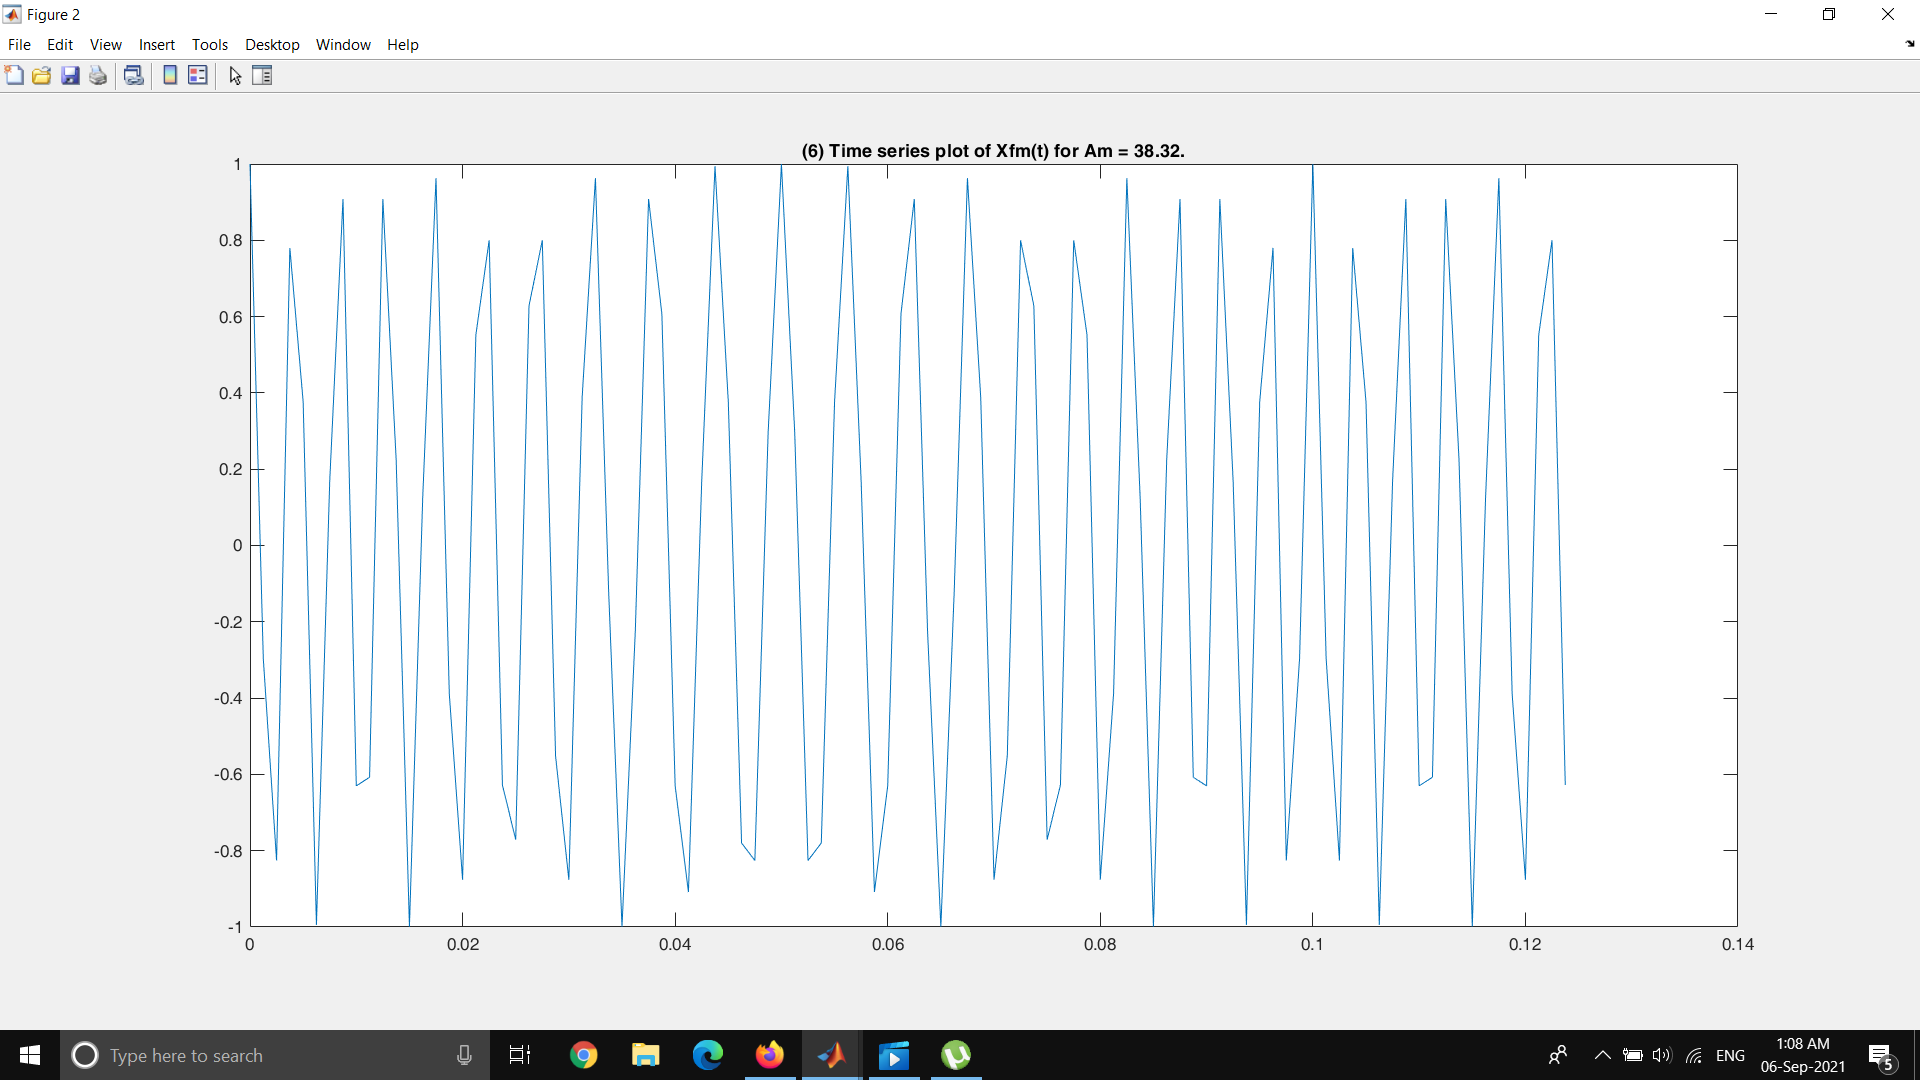 Figure 2
File Edit View Insert Tools Desktop Window Help
(6) Time series plot of Xfm(t) for Am = 38.32.
1
0.8
0.6
0.4
0.2
0
-0.2
-0.4
-0.6
-0.8
-1
0 0.02 0.04 0.06 0.08 0.1 0.12 0.14
Type here to search
ENG
1:08 AM
06-Sep-2021
5